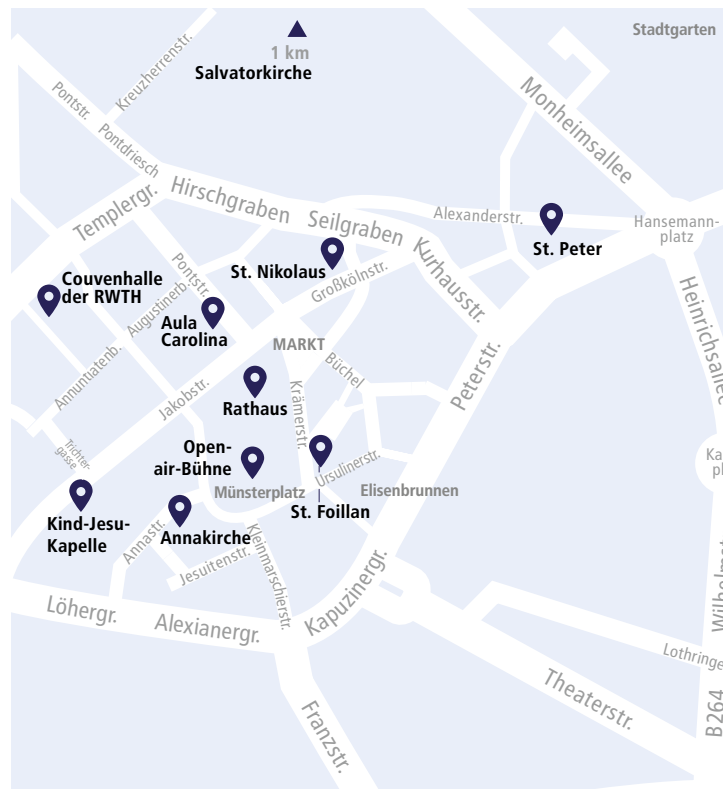 Stadtgarten
1 km
Salvatorkirche
Kreuzherrenstr.
Pontstr.
Pontdriesch
Monheimsallee
Templergr.
Hirschgraben
Seilgraben
Alexanderstr.
Hansemann-
platz
St. Peter
Kurhausstr.
St. Nikolaus
Großkölnstr.
Pontstr.
Couvenhalle
der RWTH
Augustinerb.
Annuntiatenb.
Aula
Carolina
MARKT
Büchel
Heinrichsallee
Peterstr.
Jakobstr.
Rathaus
Krämerstr.
Trichter-
gasse
Open-
air-Bühne
Ursulinerstr.
Münsterplatz
Elisenbrunnen
St. Foillan
Kind-Jesu-
Kapelle
Annakirche
Annastr.
Jesuitenstr.
Kleinmarschierstr.
Kapuzinergr.
Löhergr.
Alexianergr.
Franzstr.
Theaterstr.
Lothringe
B264